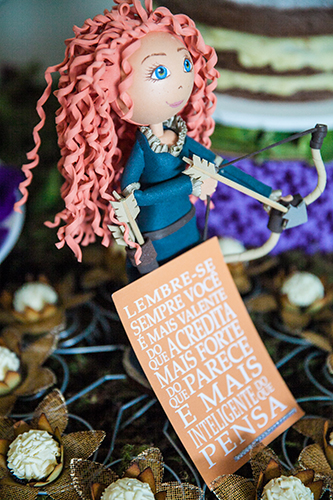 LEMBRE-SE
SEMPRE VOCÊ
É MAIS VALENTE
DO QUE ACREDITA
MAIS FORTE
DO QUE PARECE
E MAIS
INTELIGENTE DO QUE
PENSA